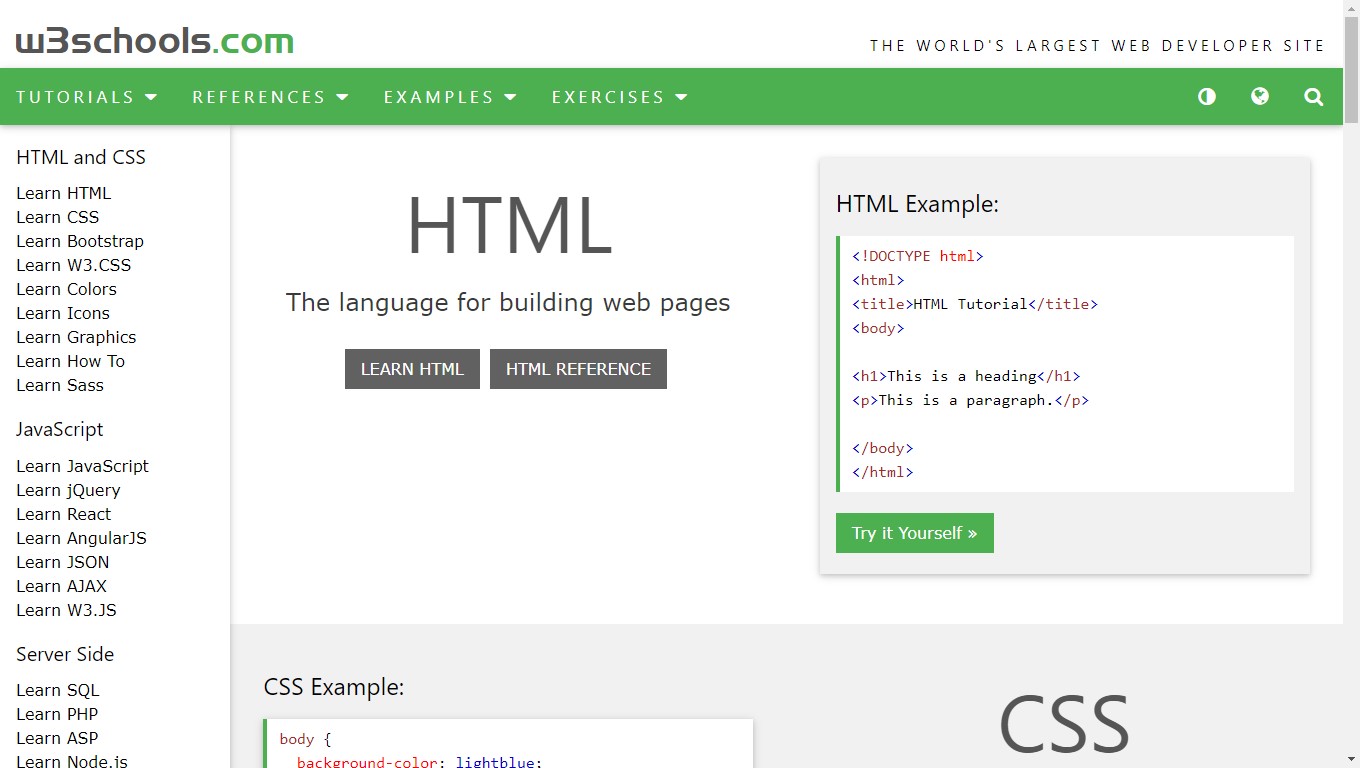 w3schools.com
THE WORLD'S LARGEST WEB DEVELOPER SITE
TUTORIALS REFERENCES EXAMPLES EXERCISES
HTML and CSS
Learn HTML
Learn CSS
Learn Bootstrap
Learn W3.CSS
Learn Colors
Learn Icons
Learn Graphics
Learn How To
Learn Sass
JavaScript
Learn JavaScript
Learn jQuery
Learn React
Learn AngularJS
Learn JSON
Learn AJAX
Learn W3.JS
Server Side
Learn SQL
Learn PHP
Learn ASP
Learn Node.js
HTML
The language for building web pages
LEARN HTML HTML REFERENCE
HTML Example:
<!DOCTYPE html>
<html>
<title>HTML Tutorial</title>
<body>
<h1>This is a heading</h1>
<p>This is a paragraph.</p>
</body>
</html>
Try it Yourself »
CSS Example:
body {
background-color: lightblue;
CSS